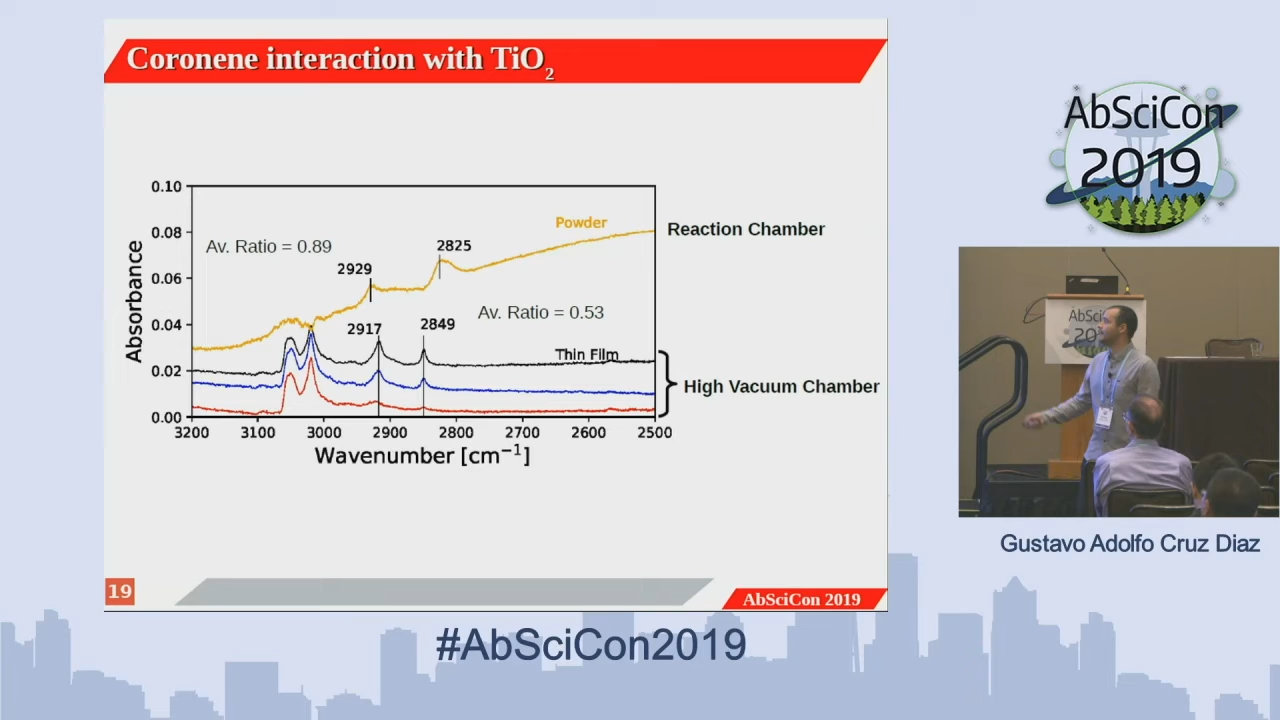 Coronene interaction with TiO2
0.10
0.08
0.06
0.04
0.02
0.00
Absorbance
Av. Ratio = 0.89
Powder
2825
2929
Av. Ratio = 0.53
2917
2849
Thin Film
3200 3100 3000 2900 2800 2700 2600 2500
Wavenumber [cm−1]
Reaction Chamber
High Vacuum Chamber
19
AbSciCon 2019
#AbSciCon2019
AbSciCon
2019
AbSci
20
Gustavo Adolfo Cruz Diaz